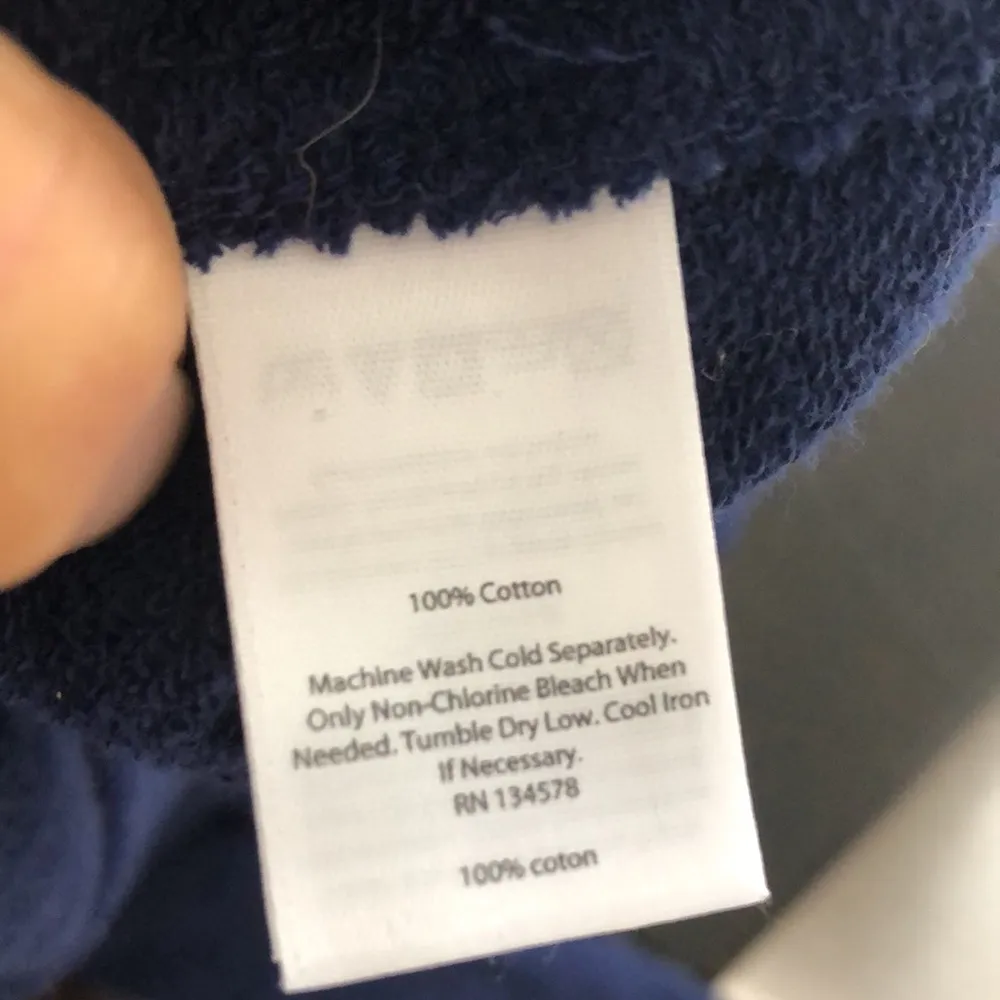 100% Cotton
Machine Wash Cold Separately.
Only Non-Chlorine Bleach When
Needed. Tumble Dry Low. Cool Iron
If Necessary.
RN 134578
100% coton